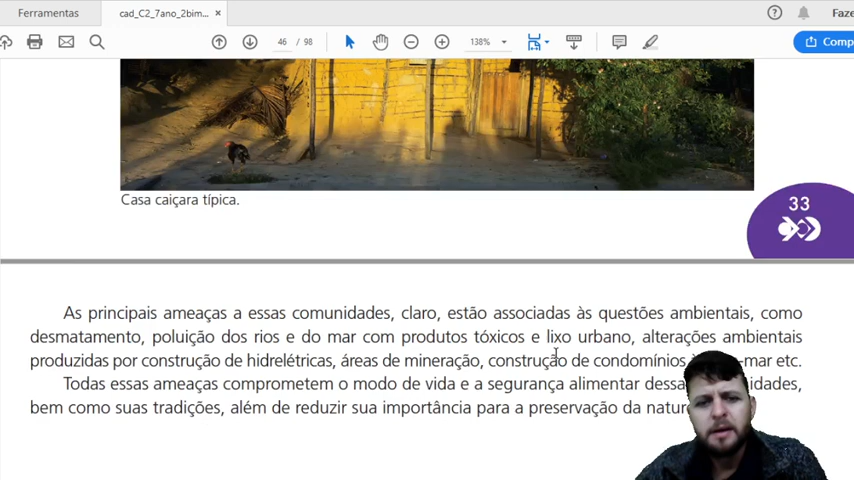 Ferramentas
cad_C2_7ano_2bim...
×
?
Faze
46 / 98
138%
Comp
Casa caiçara típica.
33
As principais ameaças a essas comunidades, claro, estão associadas às questões ambientais, como
desmatamento, poluição dos rios e do mar com produtos tóxicos e lixo urbano, alterações ambientais
produzidas por construção de hidrelétricas, áreas de mineração, construção de condomínios mar etc.
Todas essas ameaças comprometem o modo de vida e a segurança alimentar idades,
bem como suas tradições, além de reduzir sua importância para a preservação da